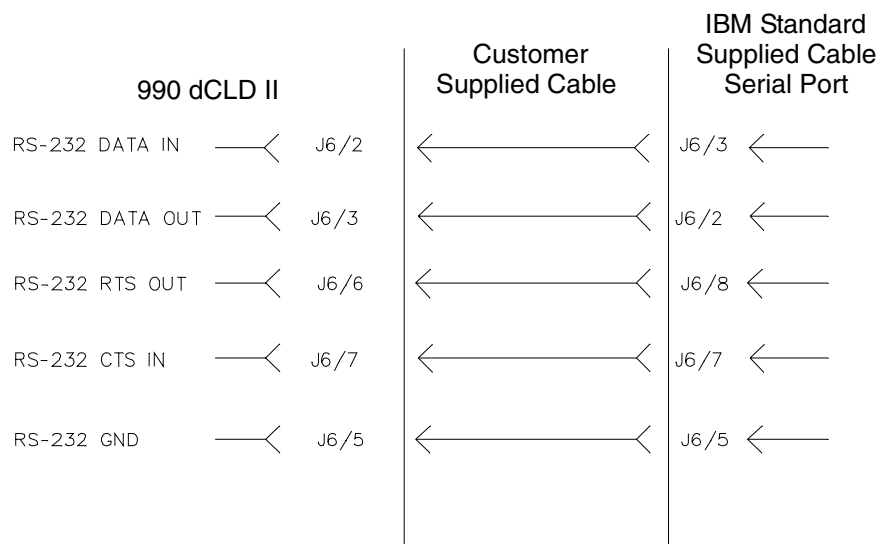 IBM Standard
Supplied Cable
Serial Port
Customer
Supplied Cable
990 dCLD II
RS-232 DATA IN J6/2 J6/3
RS-232 DATA OUT J6/3 J6/2
RS-232 RTS OUT J6/6 J6/8
RS-232 CTS IN J6/7 J6/7
RS-232 GND J6/5 J6/5